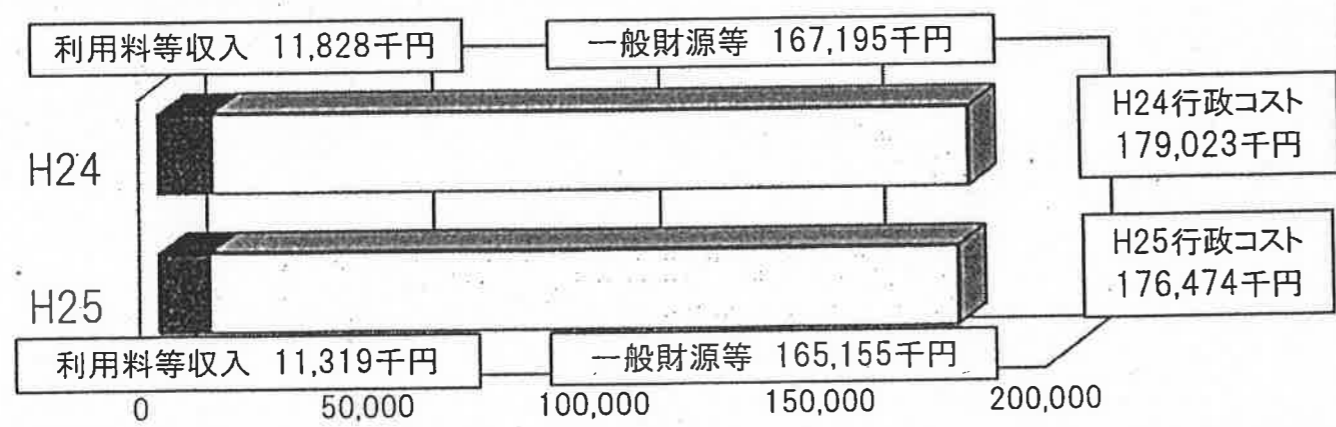 利用料等収入 11,828千円
一般財源等 167,195千円
H24行政コスト
179,023千円
H24
H25行政コスト
176,474千円
H25
利用料等収入 11,319千円
一般財源等 165,155千円
0 50,000 100,000 150,000 200,000